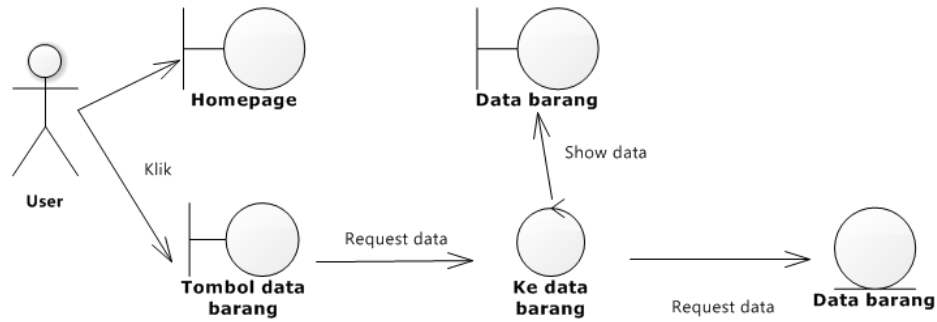 Homepage
Data barang
Show data
Klik
User
Request data
Tombol data
barang
Ke data
barang
Request data
Data barang